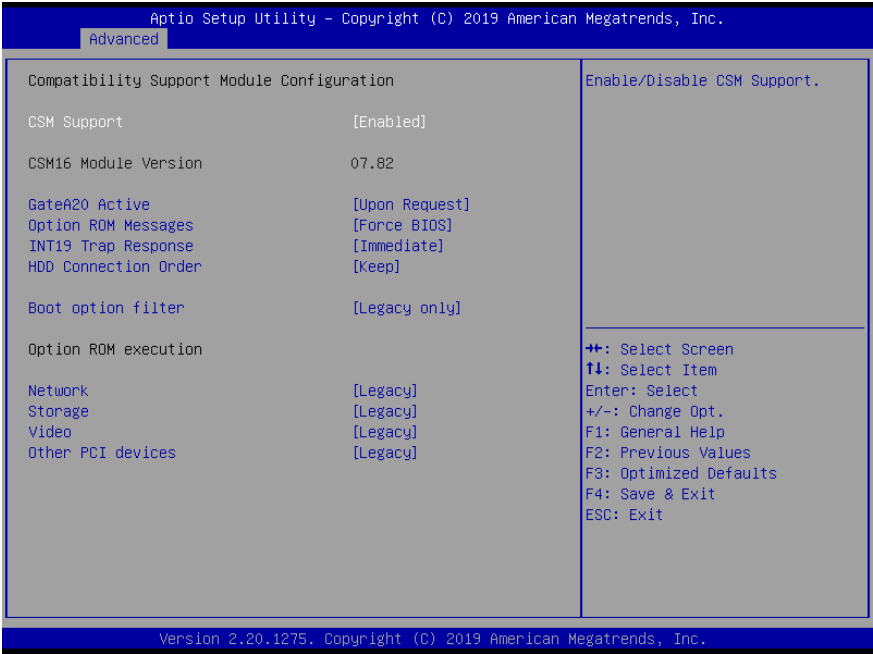 Aptio Setup Utility – Copyright (C) 2019 American Megatrends, Inc.
Advanced
Compatibility Support Module Configuration
CSM Support [Enabled]
CSM16 Module Version 07.82
GateA20 Active [Upon Request]
Option ROM Messages [Force BIOS]
INT19 Trap Response [Immediate]
HDD Connection Order [Keep]
Boot option filter [Legacy only]
Option ROM execution
Network [Legacy]
Storage [Legacy]
Video [Legacy]
Other PCI devices [Legacy]
Enable/Disable CSM Support.
→←: Select Screen
↑↓: Select Item
Enter: Select
+/-: Change Opt.
F1: General Help
F2: Previous Values
F3: Optimized Defaults
F4: Save & Exit
ESC: Exit
Version 2.20.1275. Copyright (C) 2019 American Megatrends, Inc.